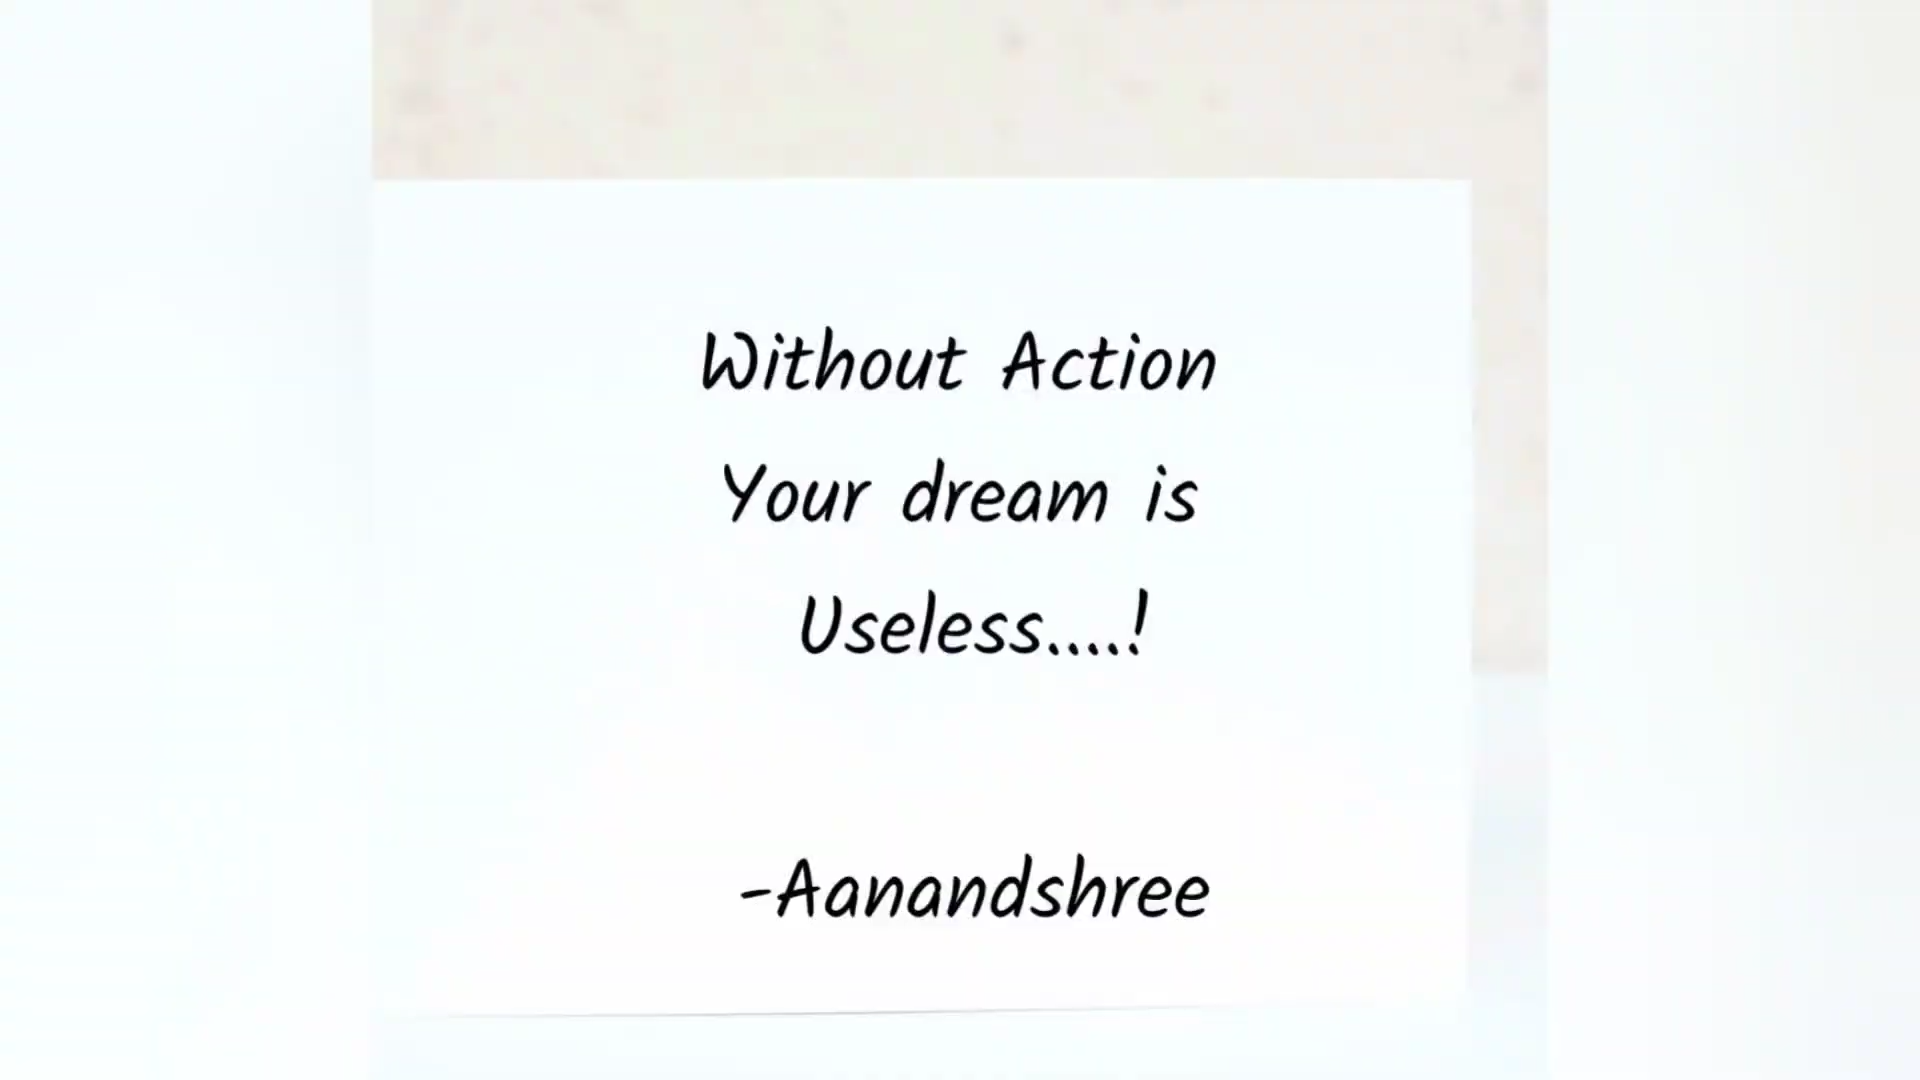 Without Action
Your dream is
Useless....!
-Aanandshree